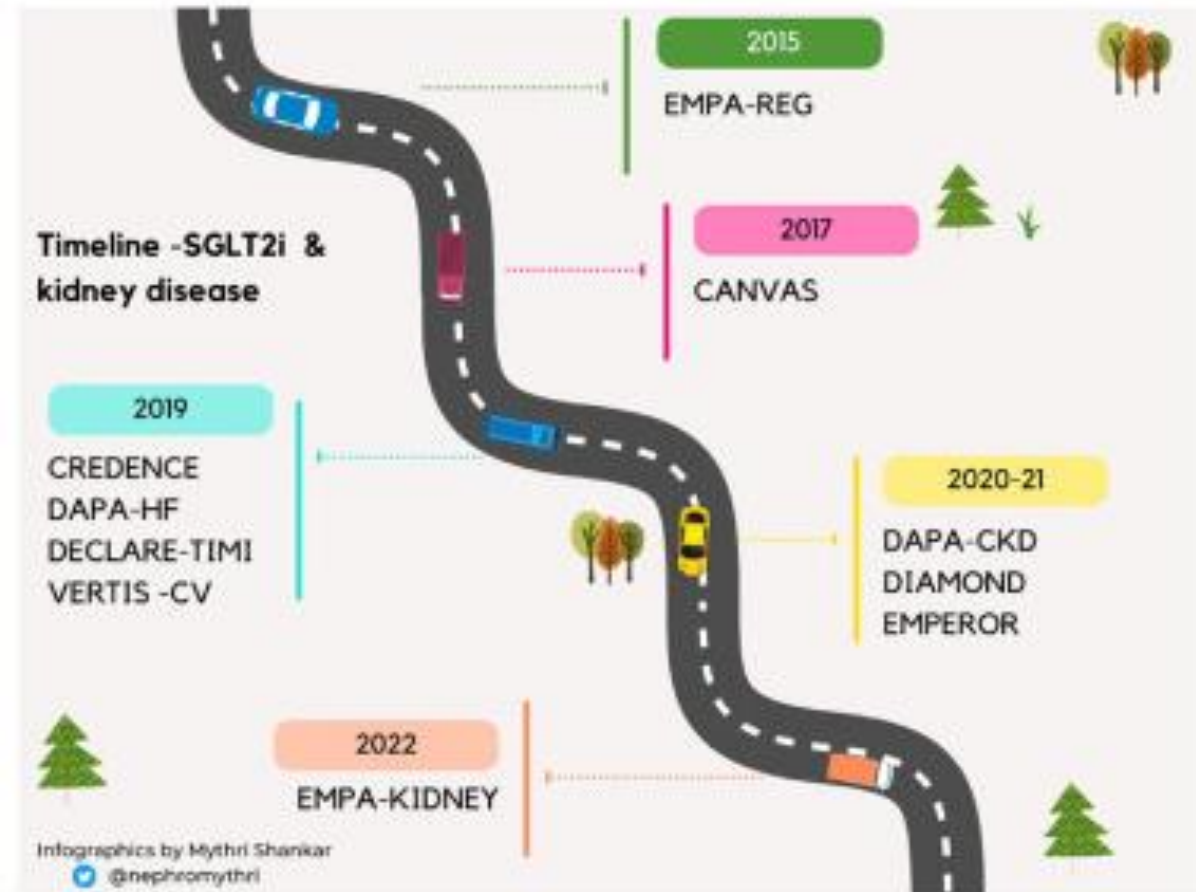 2015
EMPA-REG
Timeline -SGLT2i &
kidney disease
2017
CANVAS
2019
CREDENCE
DAPA-HF
DECLARE-TIMI
VERTIS -CV
2020-21
DAPA-CKD
DIAMOND
EMPEROR
2022
EMPA-KIDNEY
Infographics by Mythri Shankar
@nephromythri